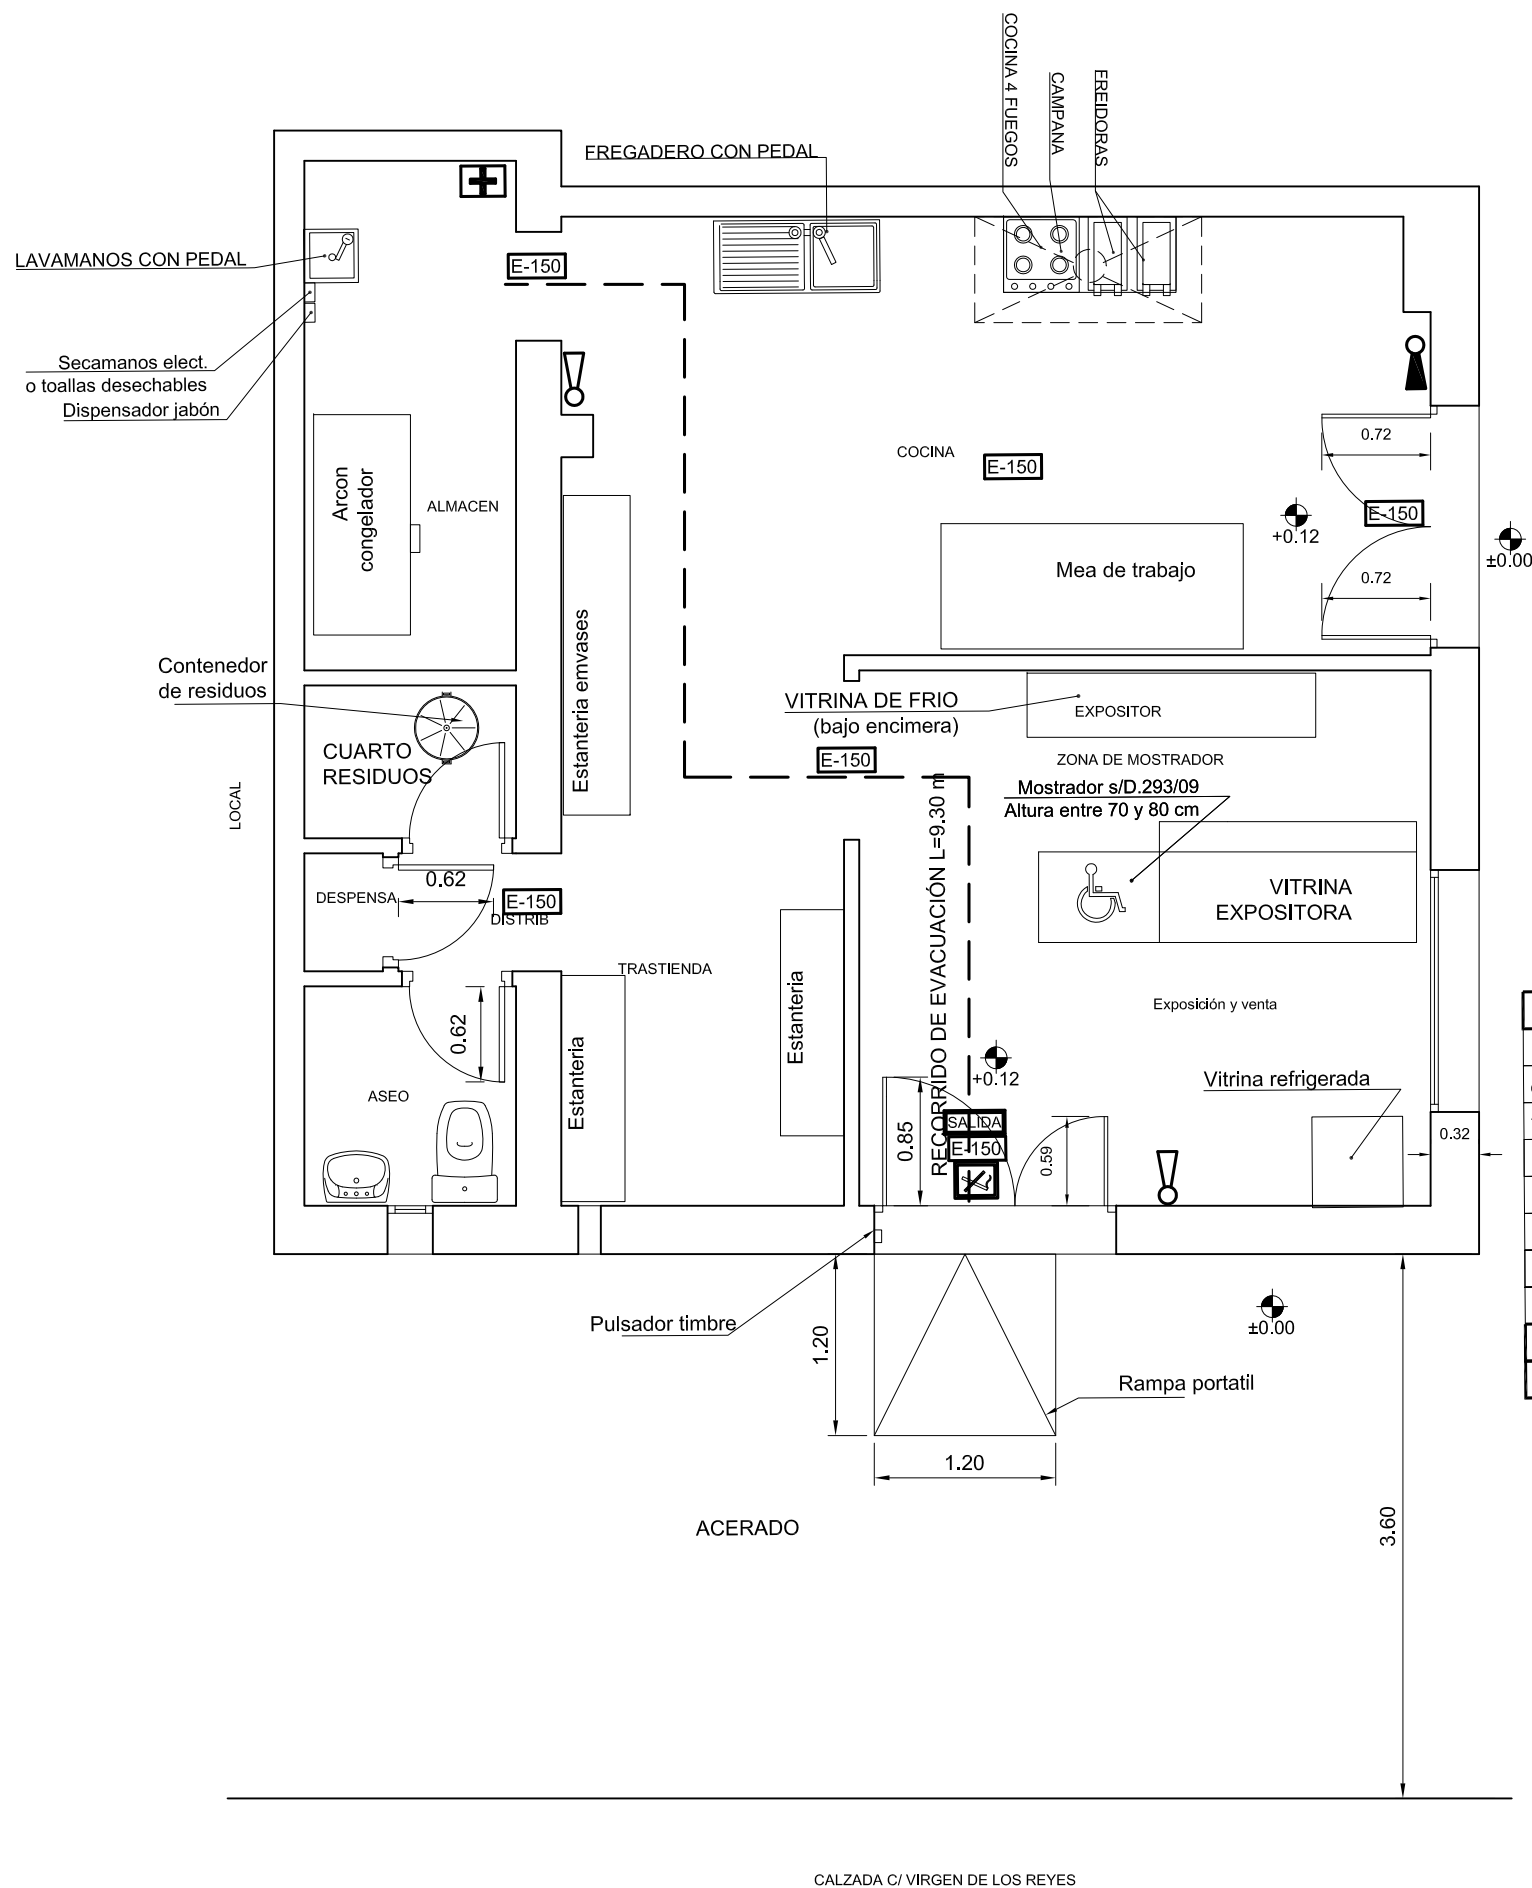 COCINA 4 FUEGOS
CAMPANA
FREIDORAS
FREGADERO CON PEDAL
LAVAMANOS CON PEDAL
E-150
Secamanos elect.
o toallas desechables
Dispensador jabón
0.72
COCINA
E-150
Arcon
congelador
ALMACEN
E-150
+0.12
±0.00
Mea de trabajo
0.72
Estanteria emvases
Contenedor
de residuos
VITRINA DE FRIO
(bajo encimera)
EXPOSITOR
CUARTO
RESIDUOS
E-150
ZONA DE MOSTRADOR
Mostrador s/D.293/09
Altura entre 70 y 80 cm
LOCAL
0.62
DESPENSA
E-150
DISTRIB
VITRINA
EXPOSITORA
RECORRIDO DE EVACUACIÓN L=9.30 m
TRASTIENDA
Estanteria
Exposición y venta
0.62
Estanteria
+0.12
Vitrina refrigerada
ASEO
0.85
SALIDA
E-150
0.59
0.32
Pulsador timbre
1.20
±0.00
Rampa portatil
1.20
ACERADO
3.60
CALZADA C/ VIRGEN DE LOS REYES